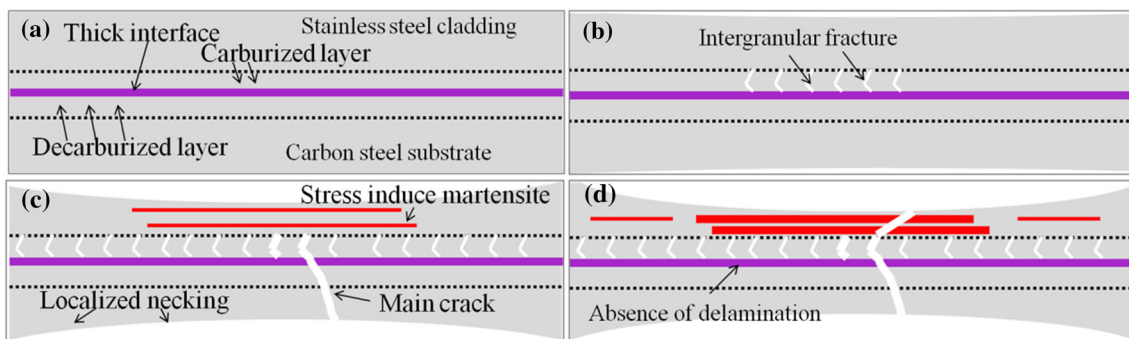 (a)
Stainless steel cladding
Thick interface
Carburized layer
Decarburized layer
Carbon steel substrate
(b)
Intergranular fracture
(c)
Stress induce martensite
Localized necking
Main crack
(d)
Absence of delamination